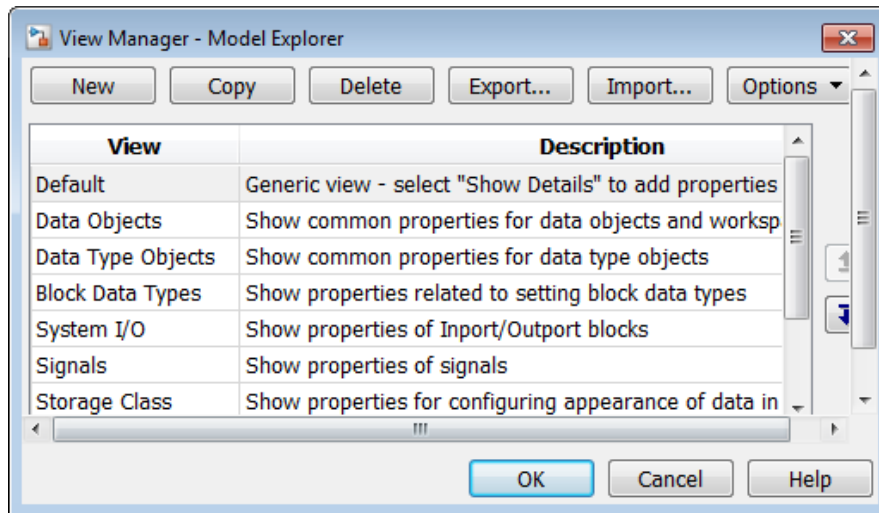 View Manager - Model Explorer
New Copy Delete Export... Import... Options
View Description
Default Generic view - select "Show Details" to add properties
Data Objects Show common properties for data objects and worksp
Data Type Objects Show common properties for data type objects
Block Data Types Show properties related to setting block data types
System I/O Show properties of Inport/Outport blocks
Signals Show properties of signals
Storage Class Show properties for configuring appearance of data in
OK Cancel Help